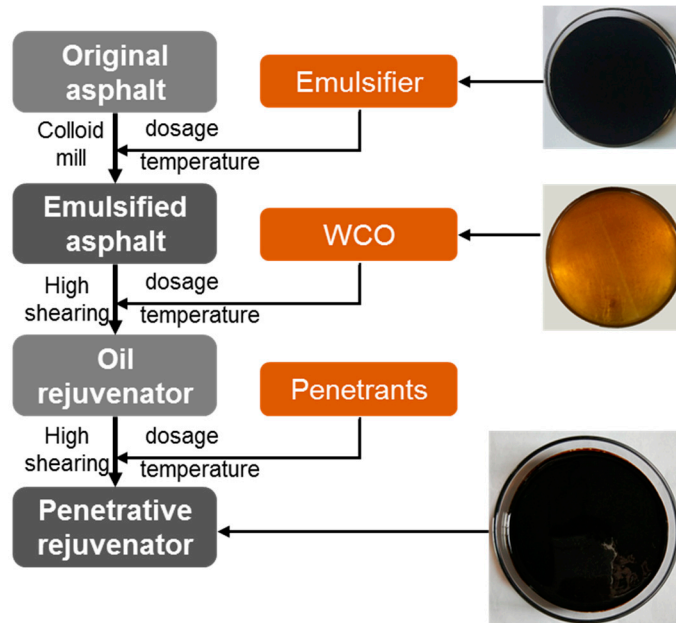 Original
asphalt
Emulsifier
Colloid
mill
dosage
temperature
Emulsified
asphalt
WCO
High
shearing
dosage
temperature
Oil
rejuvenator
Penetrants
High
shearing
dosage
temperature
Penetrative
rejuvenator